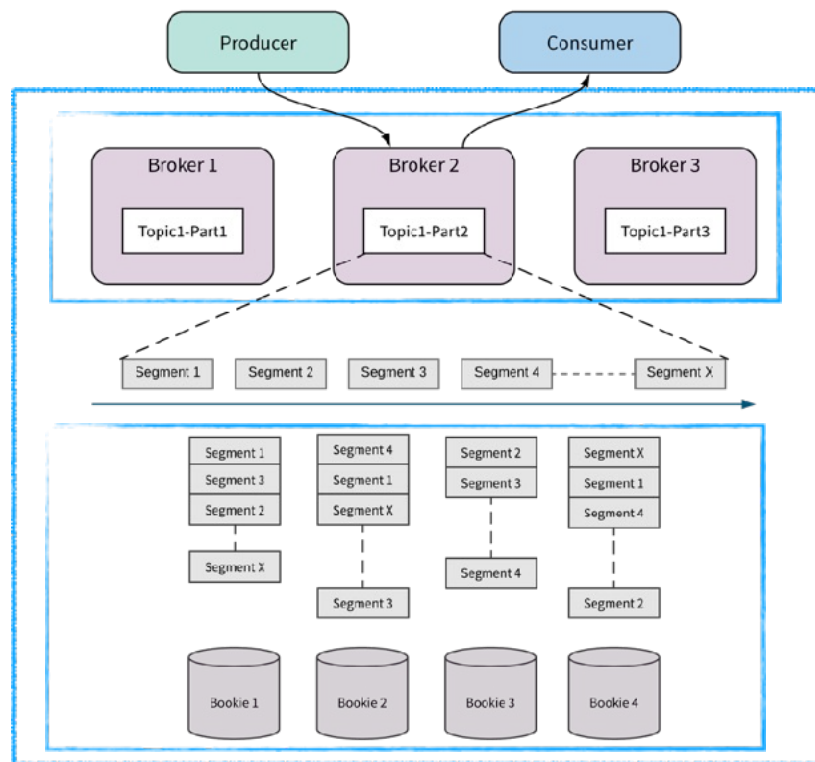 Producer
Consumer
Broker 1
Broker 2
Broker 3
Topic1-Part1
Topic1-Part2
Topic1-Part3
Segment 1
Segment 2
Segment 3
Segment 4
Segment X
Segment 1
Segment 3
Segment 2
Segment X
Segment 4
Segment 1
Segment X
Segment 3
Segment 2
Segment 3
Segment 4
Segment X
Segment 1
Segment 4
Segment 2
Bookie 1
Bookie 2
Bookie 3
Bookie 4